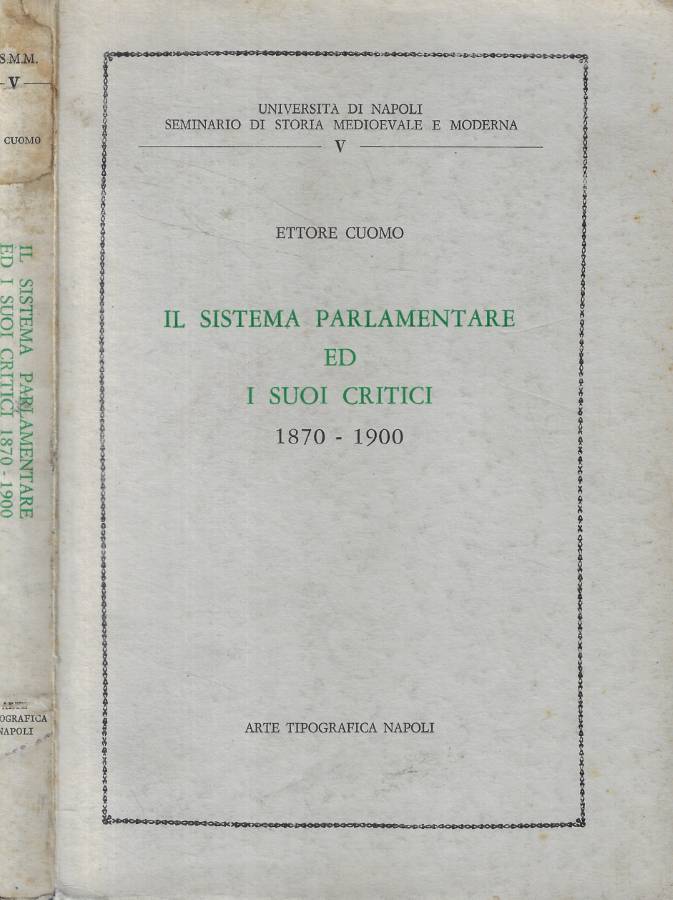 S.M.M.
V
CUOMO
IL SISTEMA PARLAMENTARE
ED I SUOI CRITICI 1870 - 1900
NAPOLI
UNIVERSITA DI NAPOLI
SEMINARIO DI STORIA MEDIOEVALE E MODERNA
V
ETTORE CUOMO
IL SISTEMA PARLAMENTARE
ED
I SUOI CRITICI
1870 - 1900
ARTE TIPOGRAFICA NAPOLI